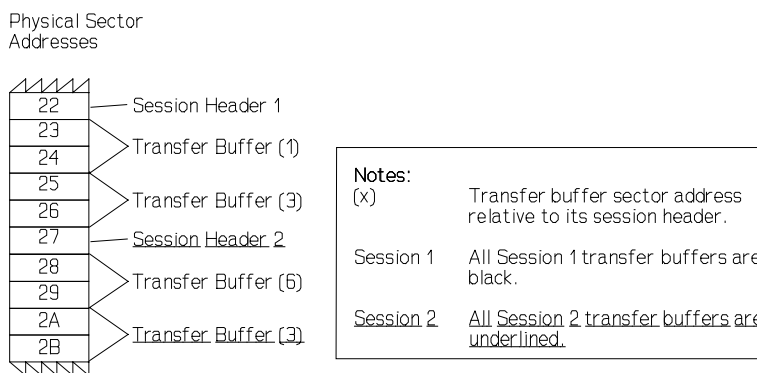 Physical Sector
Addresses
22
Session Header 1
23
Transfer Buffer (1)
24
25
Transfer Buffer (3)
26
27
Session Header 2
28
Transfer Buffer (6)
29
2A
Transfer Buffer (3)
2B
Notes:
(x) Transfer buffer sector address
relative to its session header.
Session 1 All Session 1 transfer buffers are
black.
Session 2 All Session 2 transfer buffers are
underlined.